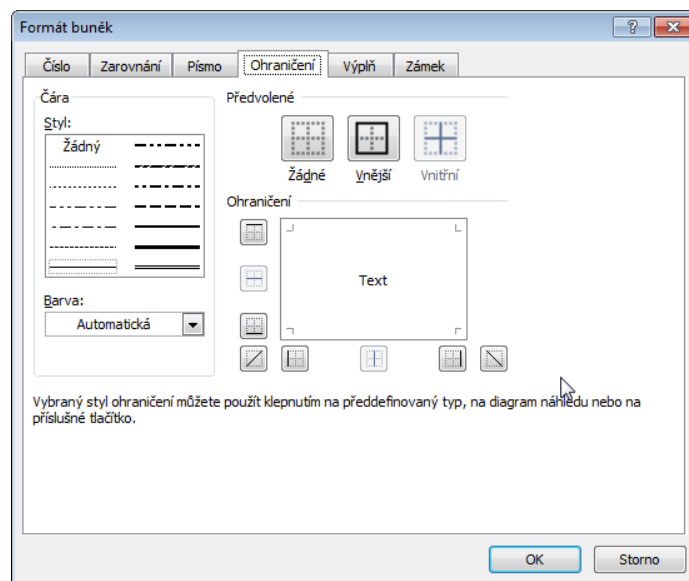 Formát buněk
Číslo
Zarovnání
Písmo
Ohraničení
Výplň
Zámek
Čára
Styl:
Žádný
Barva:
Automatická
Předvolené
Žádné
Vnější
Vnitřní
Ohraničení
Text
Vybraný styl ohraničení můžete použít klepnutím na předdefinovaný typ, na diagram náhledu nebo na
příslušné tlačítko.
OK
Storno